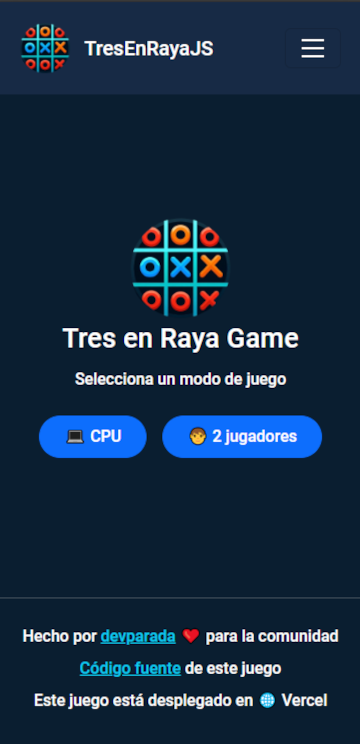 TresEnRayaJS
Tres en Raya Game
Selecciona un modo de juego
💻 CPU
🧑 2 jugadores
Hecho por devparada ❤️ para la comunidad
Código fuente de este juego
Este juego está desplegado en 🌐 Vercel